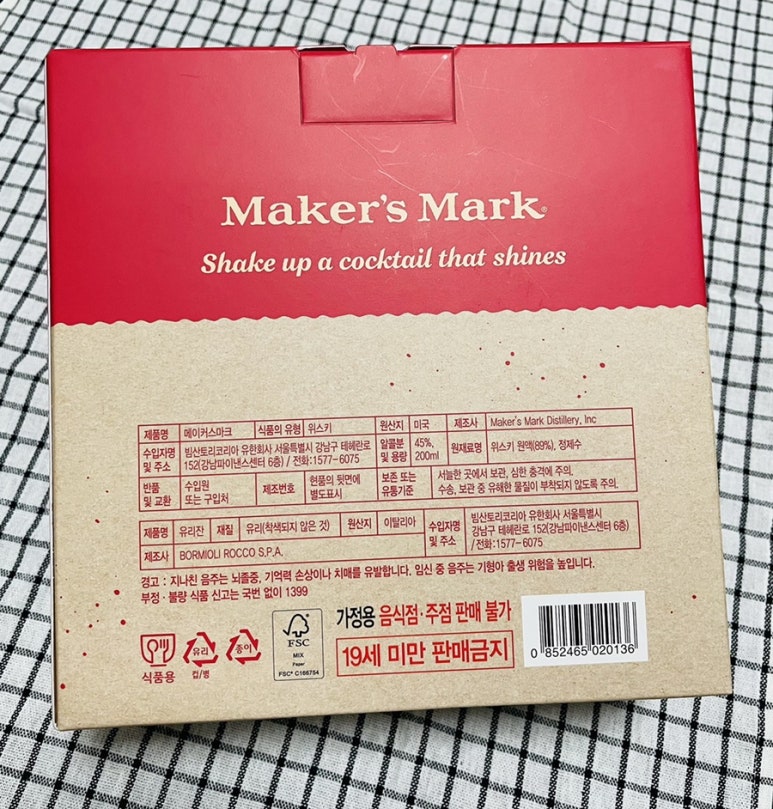 Maker's Mark®
Shake up a cocktail that shines
제품명 메이커스마크 식품의 유형 위스키 원산지 미국 제조사 Maker's Mark Distillery, Inc
수입자명 및 주소 빔산토리코리아 유한회사 서울특별시 강남구 테헤란로 152(강남파이낸스센터 6층) / 전화:1577-6075 알콜분 및 용량 45%, 200ml 원재료명 위스키 원액(89%), 정제수
반품 및 교환 수입원 또는 구입처 제조번호 현품의 뒷면에 별도표시 보존 또는 유통기준 서늘한 곳에서 보관, 심한 충격에 주의. 수송, 보관 중 유해한 물질이 부착되지 않도록 주의.
제품명 유리잔 재질 유리(착색되지 않은 것) 원산지 이탈리아 수입자명 및 주소 빔산토리코리아 유한회사 서울특별시 강남구 테헤란로 152(강남파이낸스센터 6층) / 전화:1577-6075
제조사 BORMIOLI ROCCO S.P.A.
경고 : 지나친 음주는 뇌졸중, 기억력 손상이나 치매를 유발합니다. 임신 중 음주는 기형아 출생 위험을 높입니다.
부정·불량 식품 신고는 국번 없이 1399
식품용
유리
컵/병
종이
FSC
MIX
Paper
FSC® C166754
가정용 음식점·주점 판매 불가
19세 미만 판매금지
0 852465 020136